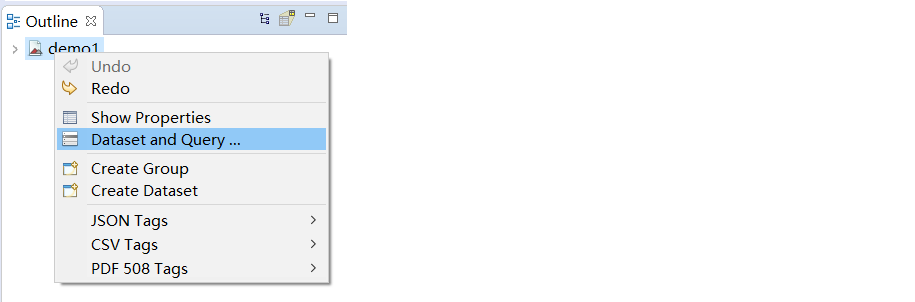 Outline
demo1
Undo
Redo
Show Properties
Dataset and Query ...
Create Group
Create Dataset
JSON Tags
CSV Tags
PDF 508 Tags